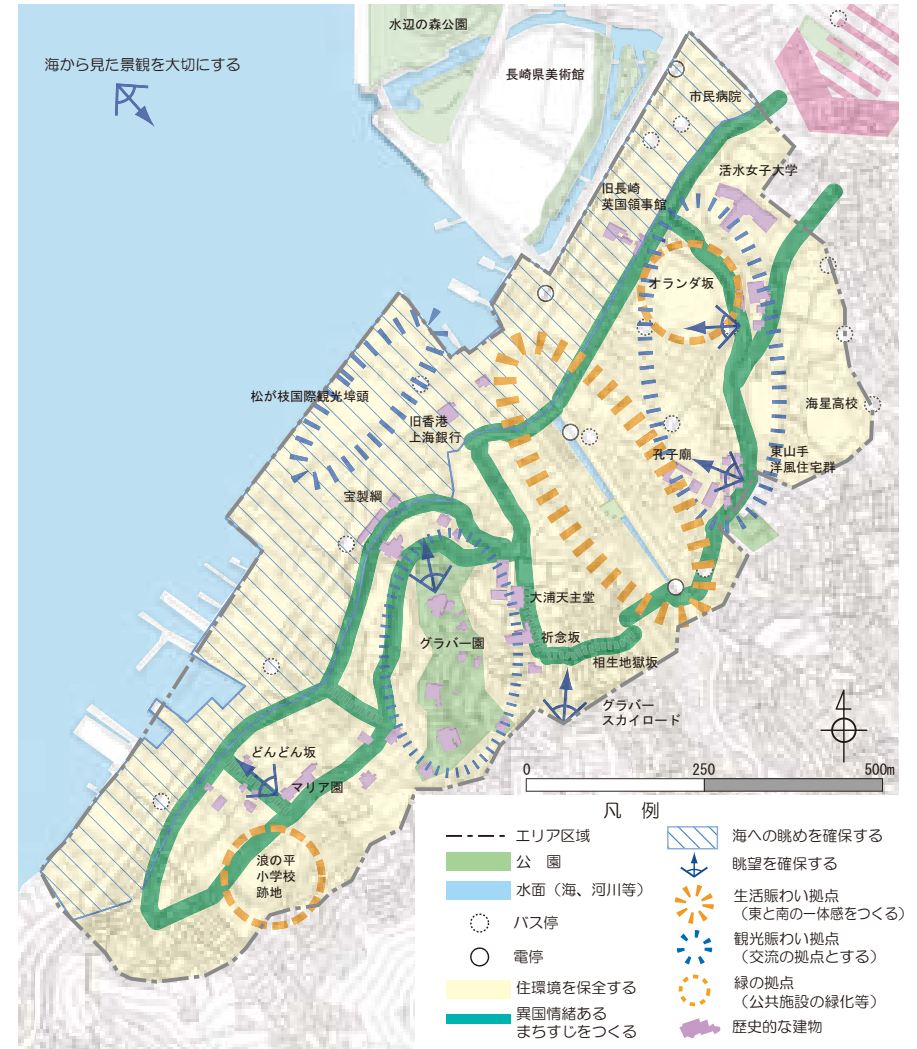 水辺の森公園
海から見た景観を大切にする
長崎県美術館
市民病院
活水女子大学
旧長崎
英国領事館
オランダ坂
松が枝国際観光埠頭
海星高校
旧香港
上海銀行
孔子廟
東山手
洋風住宅群
宝製綱
大浦天主堂
祈念坂
グラバー園
相生地獄坂
グラバー
スカイロード
どんどん坂
マリア園
浪の平
小学校
跡地
0
250
500m
凡 例
エリア区域
公 園
水面（海、河川等）
バス停
電停
住環境を保全する
異国情緒ある
まちすじをつくる
海への眺めを確保する
眺望を確保する
生活賑わい拠点
（東と南の一体感をつくる）
観光賑わい拠点
（交流の拠点とする）
緑の拠点
（公共施設の緑化等）
歴史的な建物